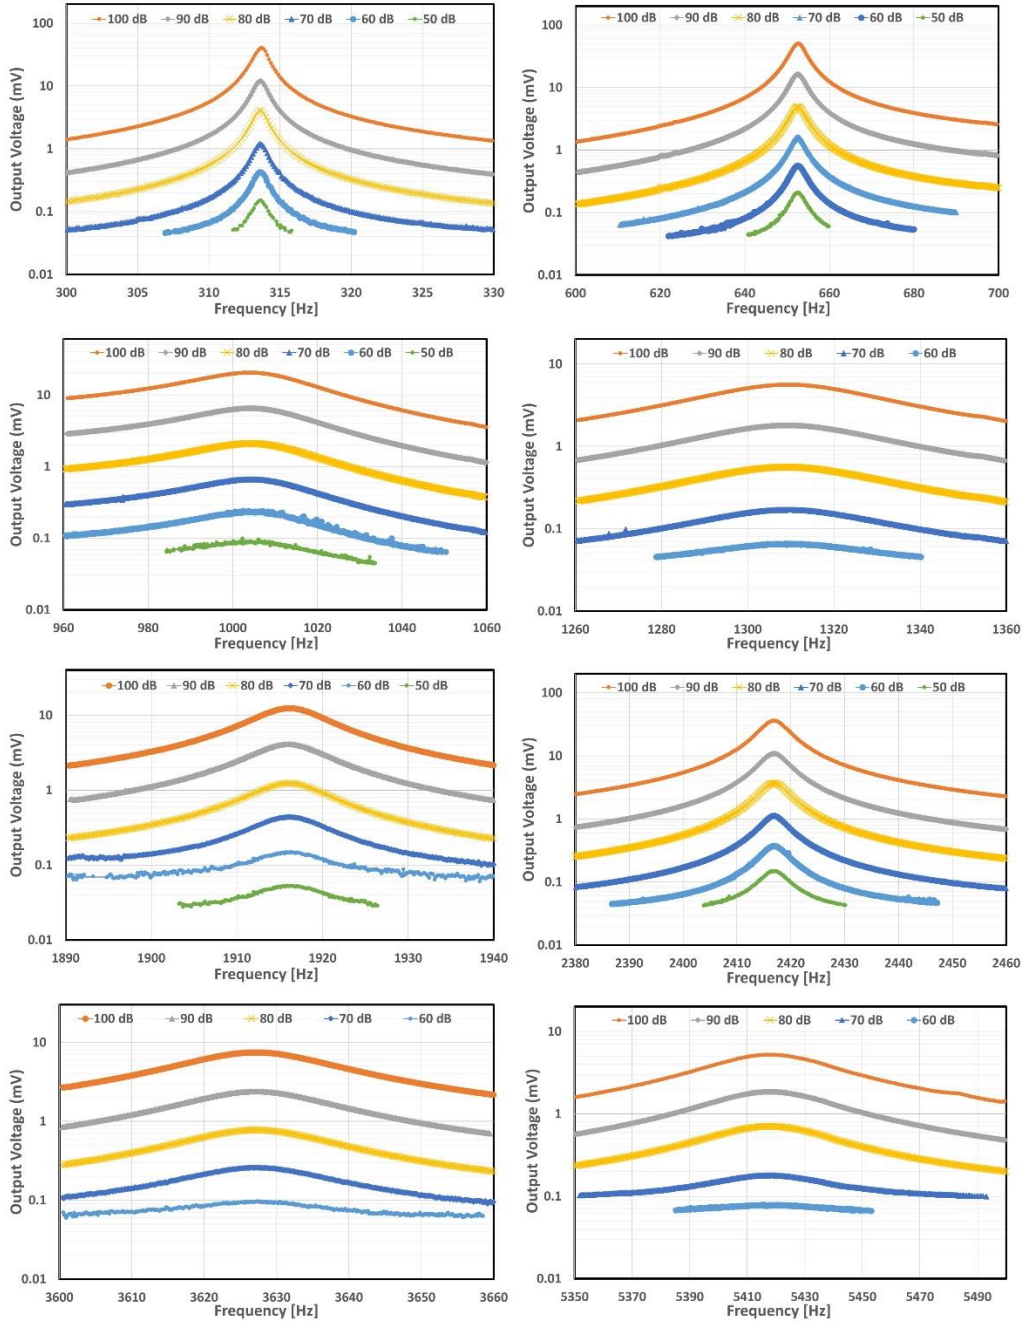 100 dB 90 dB 80 dB 70 dB 60 dB 50 dB
Output Voltage (mV)
100
10
1
0.1
0.01
300 305 310 315 320 325 330
Frequency [Hz]
100 dB 90 dB 80 dB 70 dB 60 dB 50 dB
Output Voltage (mV)
100
10
1
0.1
0.01
600 620 640 660 680 700
Frequency [Hz]
100 dB 90 dB 80 dB 70 dB 60 dB 50 dB
Output Voltage (mV)
10
1
0.1
0.01
960 980 1000 1020 1040 1060
Frequency [Hz]
100 dB 90 dB 80 dB 70 dB 60 dB
Output Voltage (mV)
10
1
0.1
0.01
1260 1280 1300 1320 1340 1360
Frequency [Hz]
100 dB 90 dB 80 dB 70 dB 60 dB 50 dB
Output Voltage (mV)
10
1
0.1
0.01
1890 1900 1910 1920 1930 1940
Frequency [Hz]
100 dB 90 dB 80 dB 70 dB 60 dB 50 dB
Output Voltage (mV)
100
10
1
0.1
0.01
2380 2390 2400 2410 2420 2430 2440 2450 2460
Frequency [Hz]
100 dB 90 dB 80 dB 70 dB 60 dB
Output Voltage (mV)
10
1
0.1
0.01
3600 3610 3620 3630 3640 3650 3660
Frequency [Hz]
100 dB 90 dB 80 dB 70 dB 60 dB
Output Voltage (mV)
10
1
0.1
0.01
5350 5370 5390 5410 5430 5450 5470 5490
Frequency [Hz]